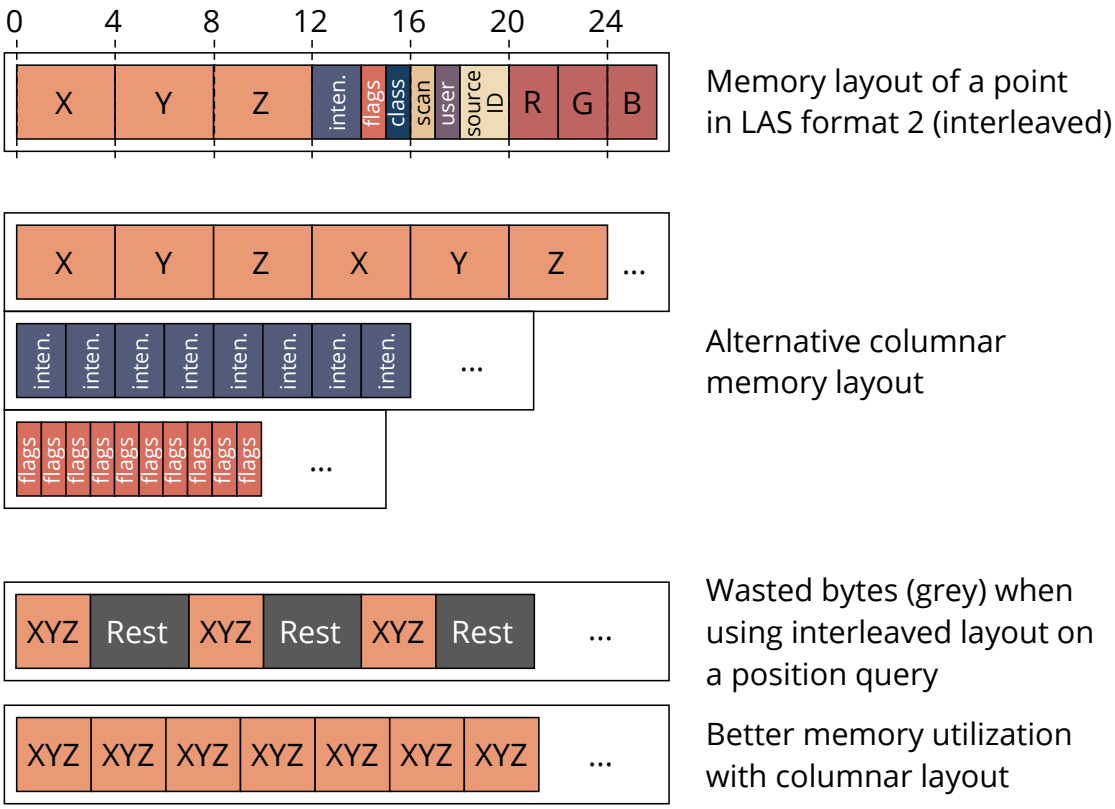 0 4 8 12 16 20 24
X Y Z inten. flags class scan user source ID R G B
Memory layout of a point
in LAS format 2 (interleaved)
X Y Z X Y Z ...
inten. inten. inten. inten. inten. inten. inten. inten. ...
flags flags flags flags flags flags flags flags flags flags ...
Alternative columnar
memory layout
XYZ Rest XYZ Rest XYZ Rest ...
Wasted bytes (grey) when
using interleaved layout on
a position query
XYZ XYZ XYZ XYZ XYZ XYZ XYZ ...
Better memory utilization
with columnar layout